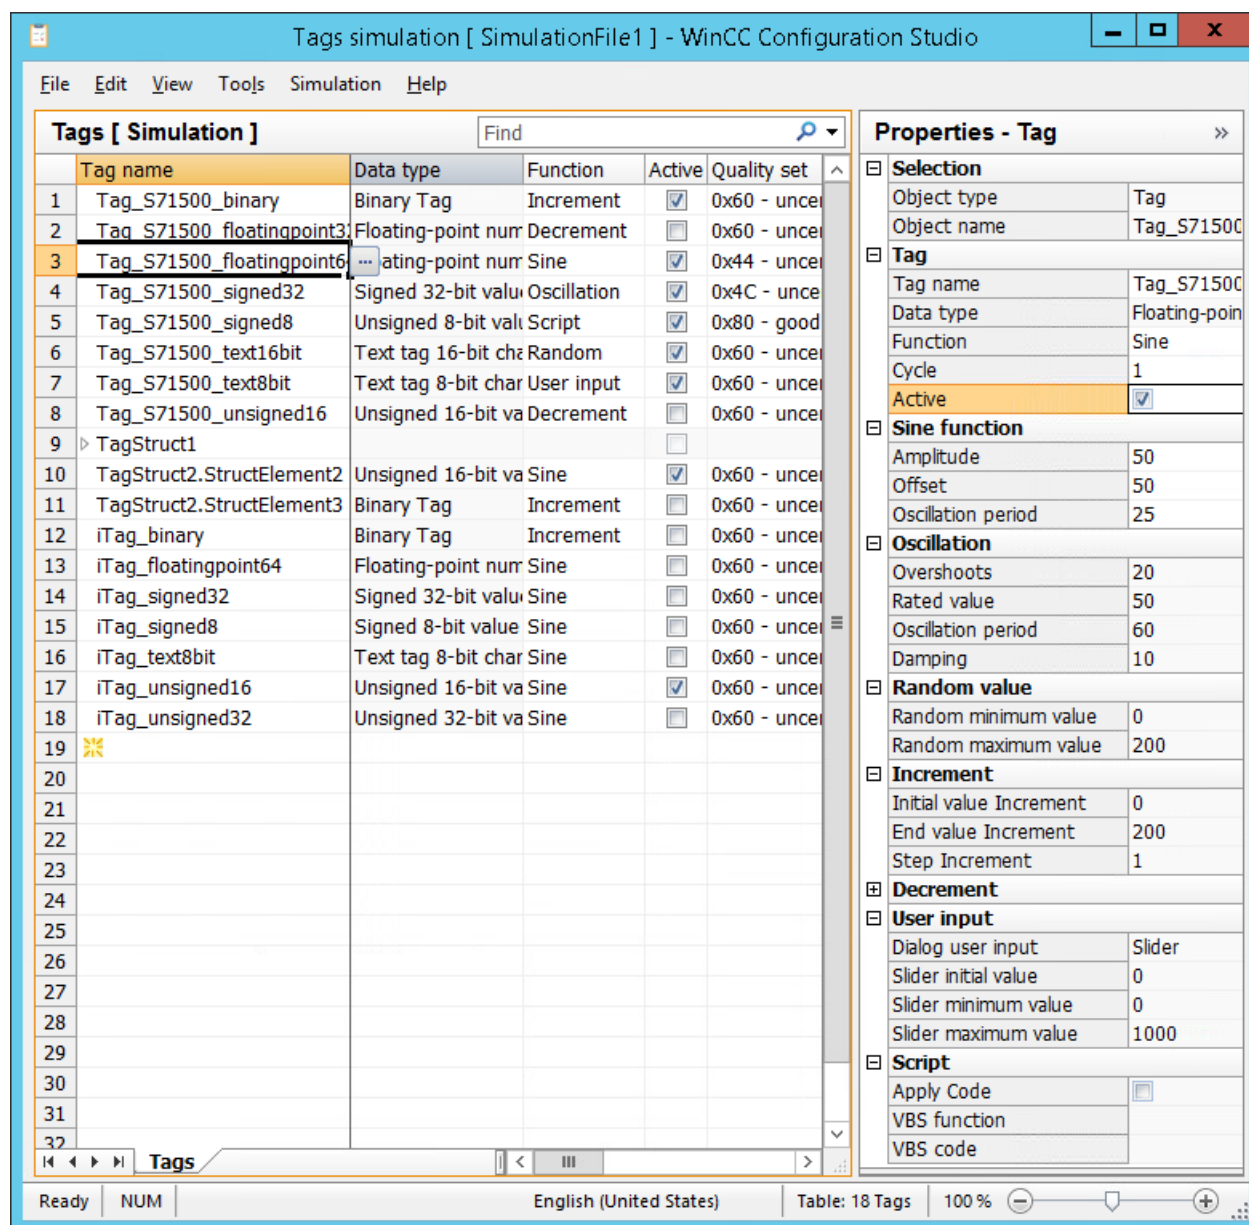 Tags simulation [ SimulationFile1 ] - WinCC Configuration Studio
File Edit View Tools Simulation Help
Tags [ Simulation ] Find
Tag name Data type Function Active Quality set
1 Tag_S71500_binary Binary Tag Increment 0x60 - uncer
2 Tag_S71500_floatingpoint32 Floating-point num Decrement 0x60 - uncer
3 Tag_S71500_floatingpoint6 ... ating-point num Sine 0x44 - uncer
4 Tag_S71500_signed32 Signed 32-bit valu Oscillation 0x4C - unce
5 Tag_S71500_signed8 Unsigned 8-bit valu Script 0x80 - good
6 Tag_S71500_text16bit Text tag 16-bit cha Random 0x60 - uncer
7 Tag_S71500_text8bit Text tag 8-bit char User input 0x60 - uncer
8 Tag_S71500_unsigned16 Unsigned 16-bit va Decrement 0x60 - uncer
9 TagStruct1
10 TagStruct2.StructElement2 Unsigned 16-bit va Sine 0x60 - uncer
11 TagStruct2.StructElement3 Binary Tag Increment 0x60 - uncer
12 iTag_binary Binary Tag Increment 0x60 - uncer
13 iTag_floatingpoint64 Floating-point num Sine 0x60 - uncer
14 iTag_signed32 Signed 32-bit valu Sine 0x60 - uncer
15 iTag_signed8 Signed 8-bit value Sine 0x60 - uncer
16 iTag_text8bit Text tag 8-bit char Sine 0x60 - uncer
17 iTag_unsigned16 Unsigned 16-bit va Sine 0x60 - uncer
18 iTag_unsigned32 Unsigned 32-bit va Sine 0x60 - uncer
19
20
21
22
23
24
25
26
27
28
29
30
31
32
Tags
Properties - Tag »
Selection
Object type Tag
Object name Tag_S7150
Tag
Tag name Tag_S7150
Data type Floating-poin
Function Sine
Cycle 1
Active
Sine function
Amplitude 50
Offset 50
Oscillation period 25
Oscillation
Overshoots 20
Rated value 50
Oscillation period 60
Damping 10
Random value
Random minimum value 0
Random maximum value 200
Increment
Initial value Increment 0
End value Increment 200
Step Increment 1
Decrement
User input
Dialog user input Slider
Slider initial value 0
Slider minimum value 0
Slider maximum value 1000
Script
Apply Code
VBS function
VBS code
Ready NUM English (United States) Table: 18 Tags 100 %